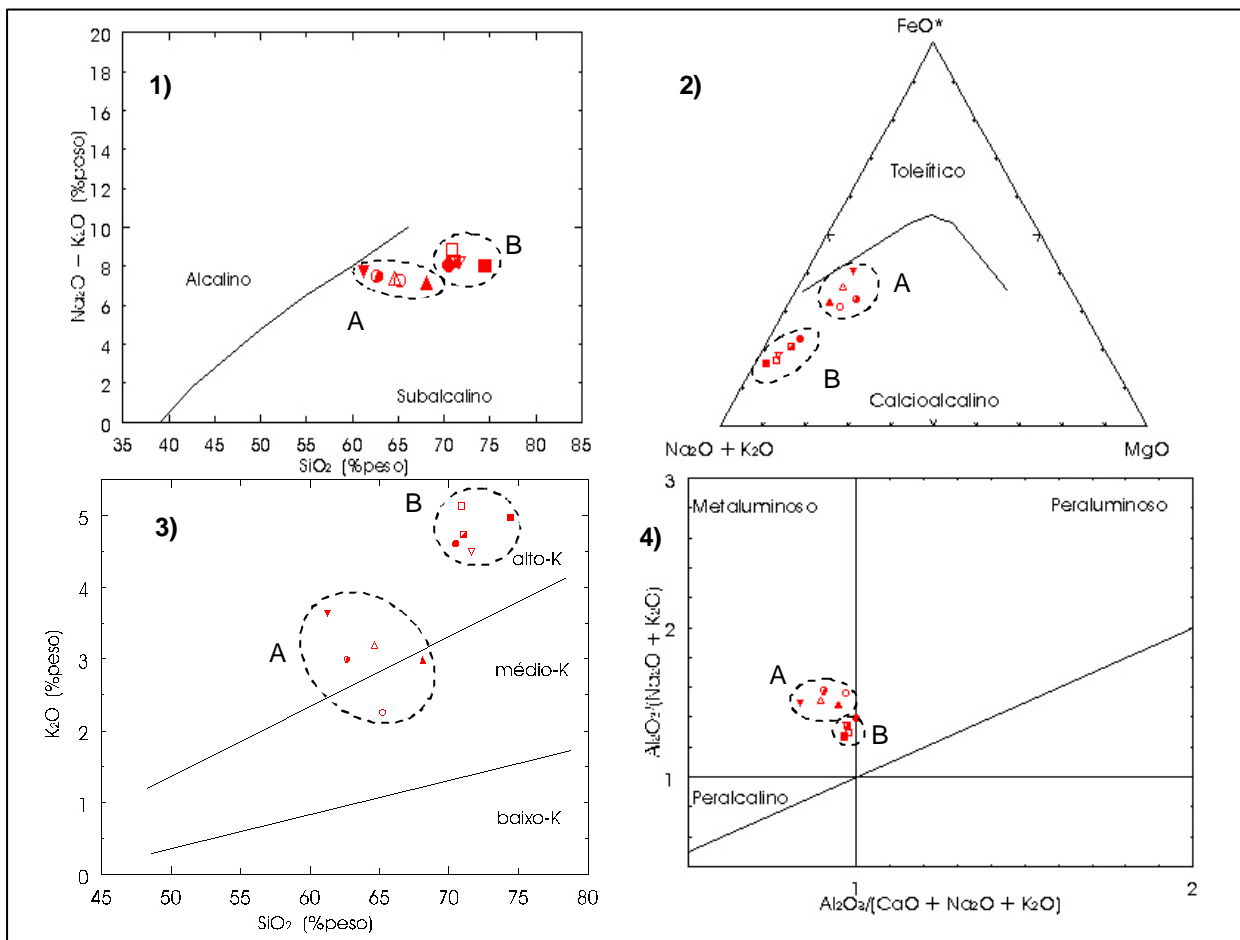 1)
20
18
16
14
12
10
8
6
4
2
0
Na₂O – K₂O (%peso)
Alcalino
A
B
Subalcalino
35 40 45 50 55 60 65 70 75 80 85
SiO₂ (%peso)
2)
FeO*
Toleítico
A
B
Calcioalcalino
Na₂O + K₂O
MgO
3)
5
4
3
2
1
0
K₂O (%peso)
B
alto-K
A
médio-K
baixo-K
45 50 55 60 65 70 75 80
SiO₂ (%peso)
4)
3
2
1
Al₂O₃/(Na₂O + K₂O)
Metaluminoso
Peraluminoso
A
B
Peralcalino
1 2
Al₂O₃/(CaO + Na₂O + K₂O)